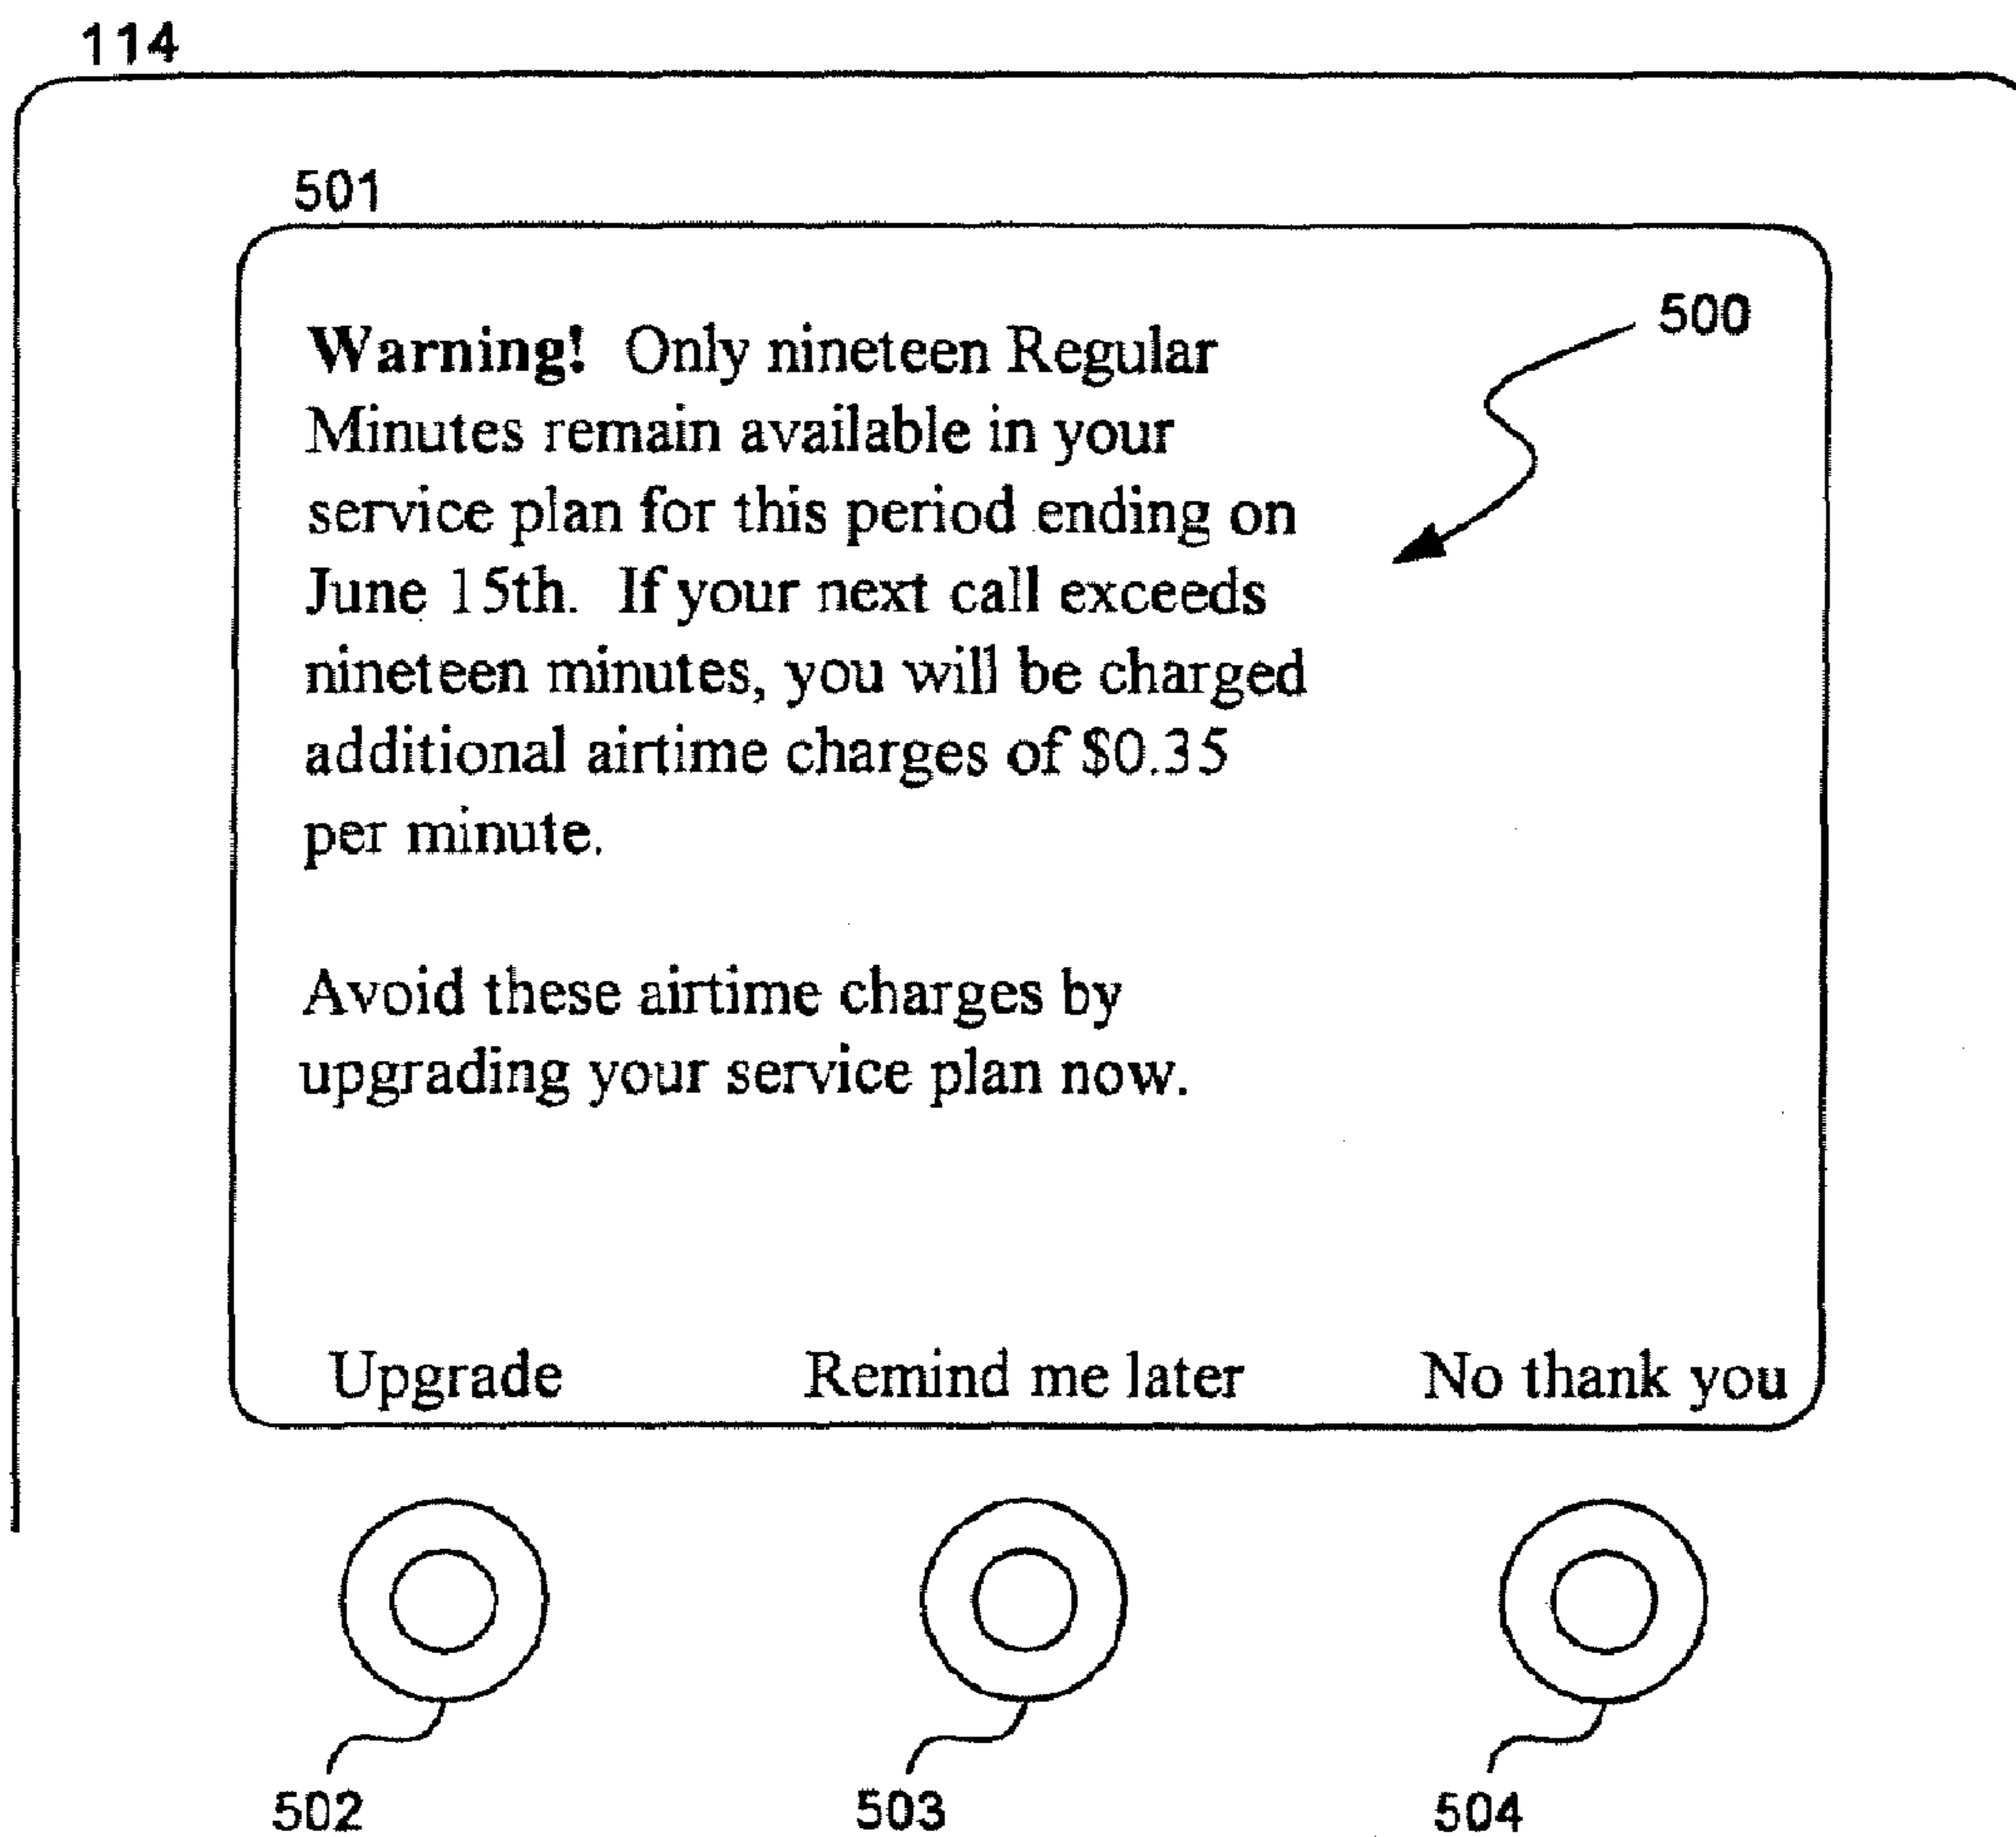 114
501
500
Warning! Only nineteen Regular
Minutes remain available in your
service plan for this period ending on
June 15th. If your next call exceeds
nineteen minutes, you will be charged
additional airtime charges of $0.35
per minute.
Avoid these airtime charges by
upgrading your service plan now.
Upgrade Remind me later No thank you
502 503 504